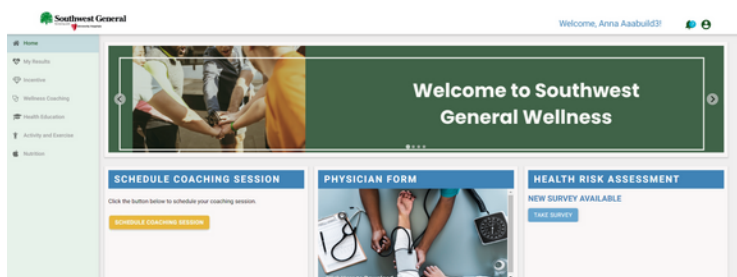 Southwest General
Welcome, Anna Aaabuild3!
Home
My Results
Incentive
Wellness Coaching
Health Education
Activity and Exercise
Nutrition
Welcome to Southwest
General Wellness
SCHEDULE COACHING SESSION
Click the button below to schedule your coaching session.
SCHEDULE COACHING SESSION
PHYSICIAN FORM
HEALTH RISK ASSESSMENT
NEW SURVEY AVAILABLE
TAKE SURVEY